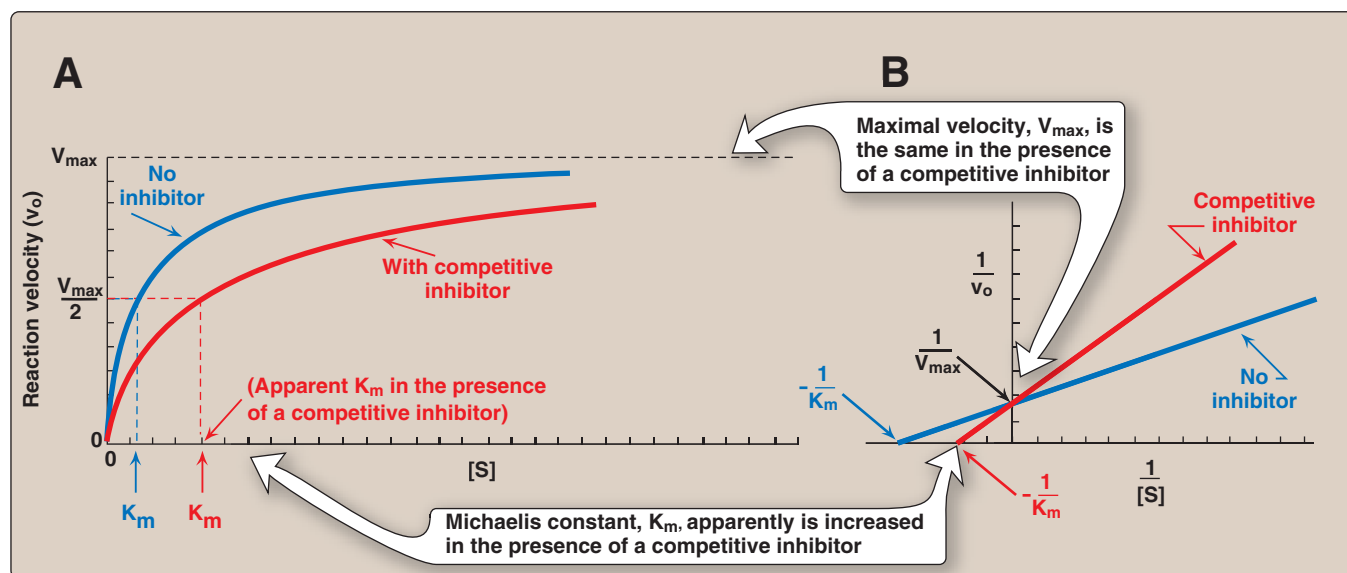 A
Reaction velocity (vo)
Vmax
Vmax
2
0
0
No
inhibitor
With competitive
inhibitor
(Apparent Km in the presence
of a competitive inhibitor)
Km
Km
[S]
B
Maximal velocity, Vmax, is
the same in the presence
of a competitive inhibitor
Competitive
inhibitor
1
vo
1
Vmax
- 1
Km
No
inhibitor
- 1
Km
1
[S]
Michaelis constant, Km, apparently is increased
in the presence of a competitive inhibitor